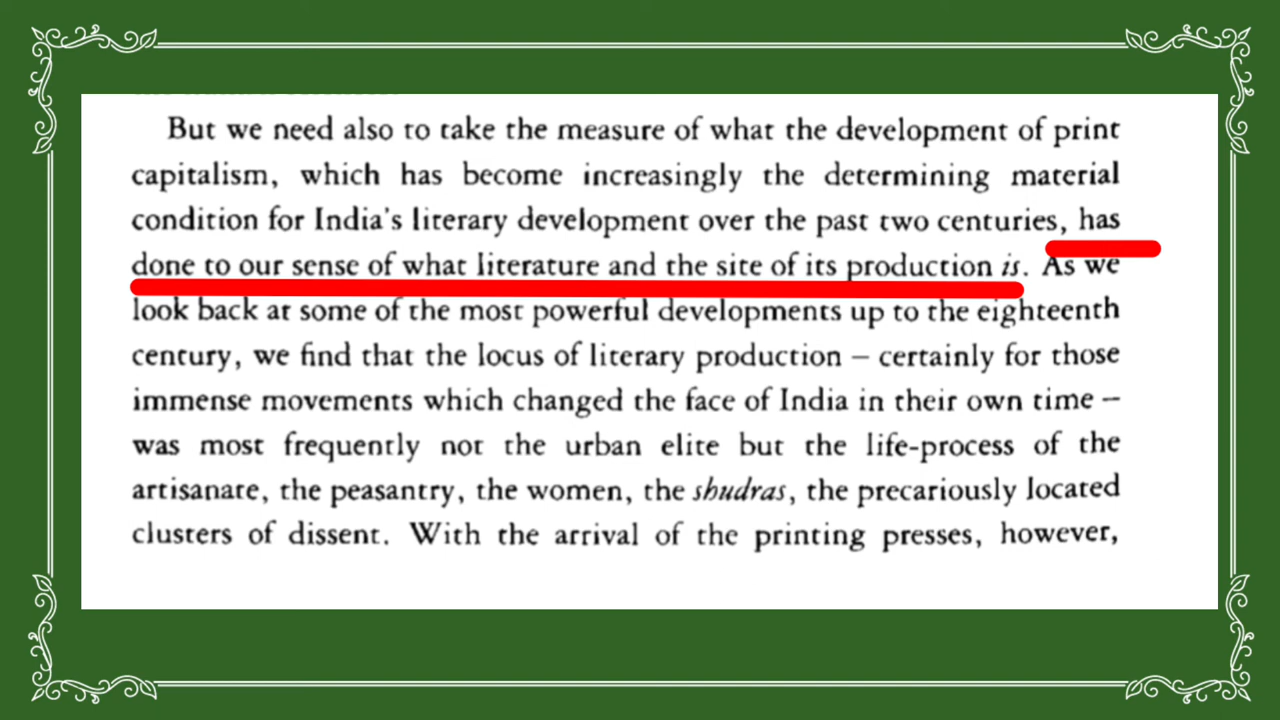 But we need also to take the measure of what the development of print
capitalism, which has become increasingly the determining material
condition for India's literary development over the past two centuries, has
done to our sense of what literature and the site of its production is. As we
look back at some of the most powerful developments up to the eighteenth
century, we find that the locus of literary production – certainly for those
immense movements which changed the face of India in their own time –
was most frequently not the urban elite but the life-process of the
artisanate, the peasantry, the women, the shudras, the precariously located
clusters of dissent. With the arrival of the printing presses, however,